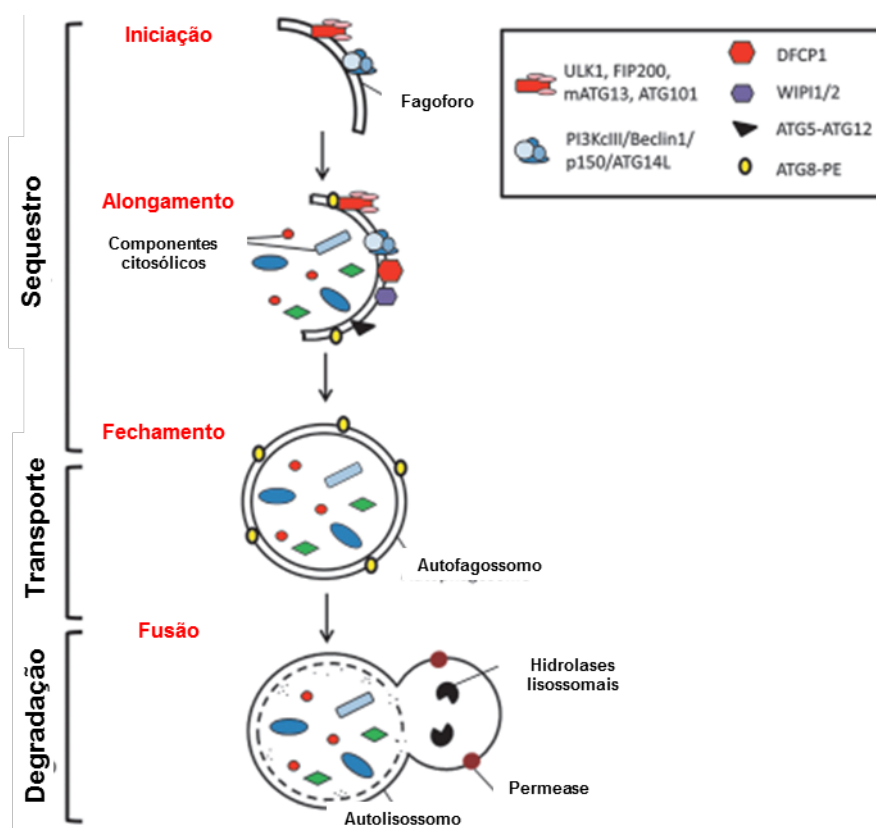 Iniciação
Fagoforo
Sequestro
Alongamento
Componentes
citosólicos
Fechamento
Transporte
Autofagossomo
Fusão
Degradação
Hidrolases
lisossomais
Permease
Autolisossomo
ULK1, FIP200,
mATG13, ATG101
PI3KcIII/Beclin1/
p150/ATG14L
DFCP1
WIPI1/2
ATG5-ATG12
ATG8-PE